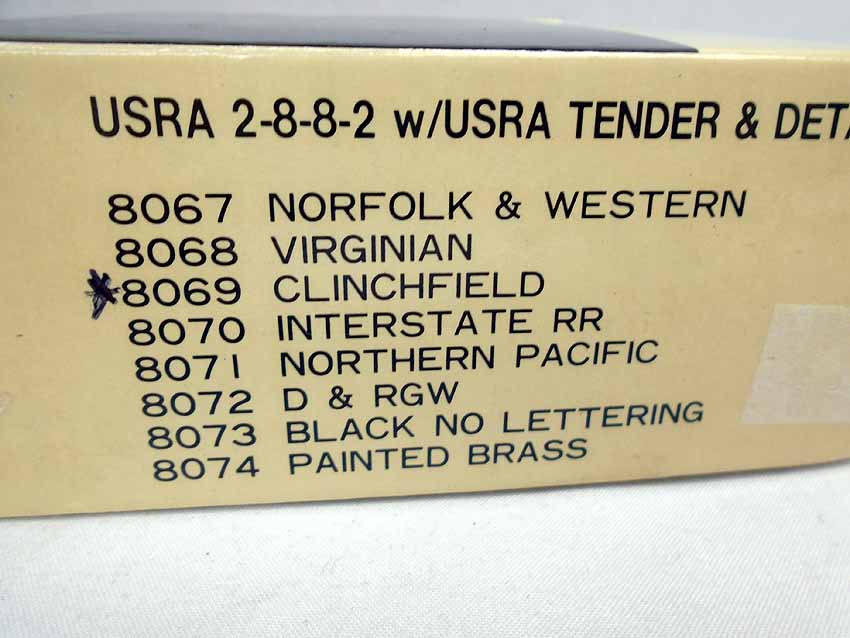 USRA 2-8-8-2 w/USRA TENDER & DETA
8067 NORFOLK & WESTERN
8068 VIRGINIAN
*8069 CLINCHFIELD
8070 INTERSTATE RR
8071 NORTHERN PACIFIC
8072 D & RGW
8073 BLACK NO LETTERING
8074 PAINTED BRASS